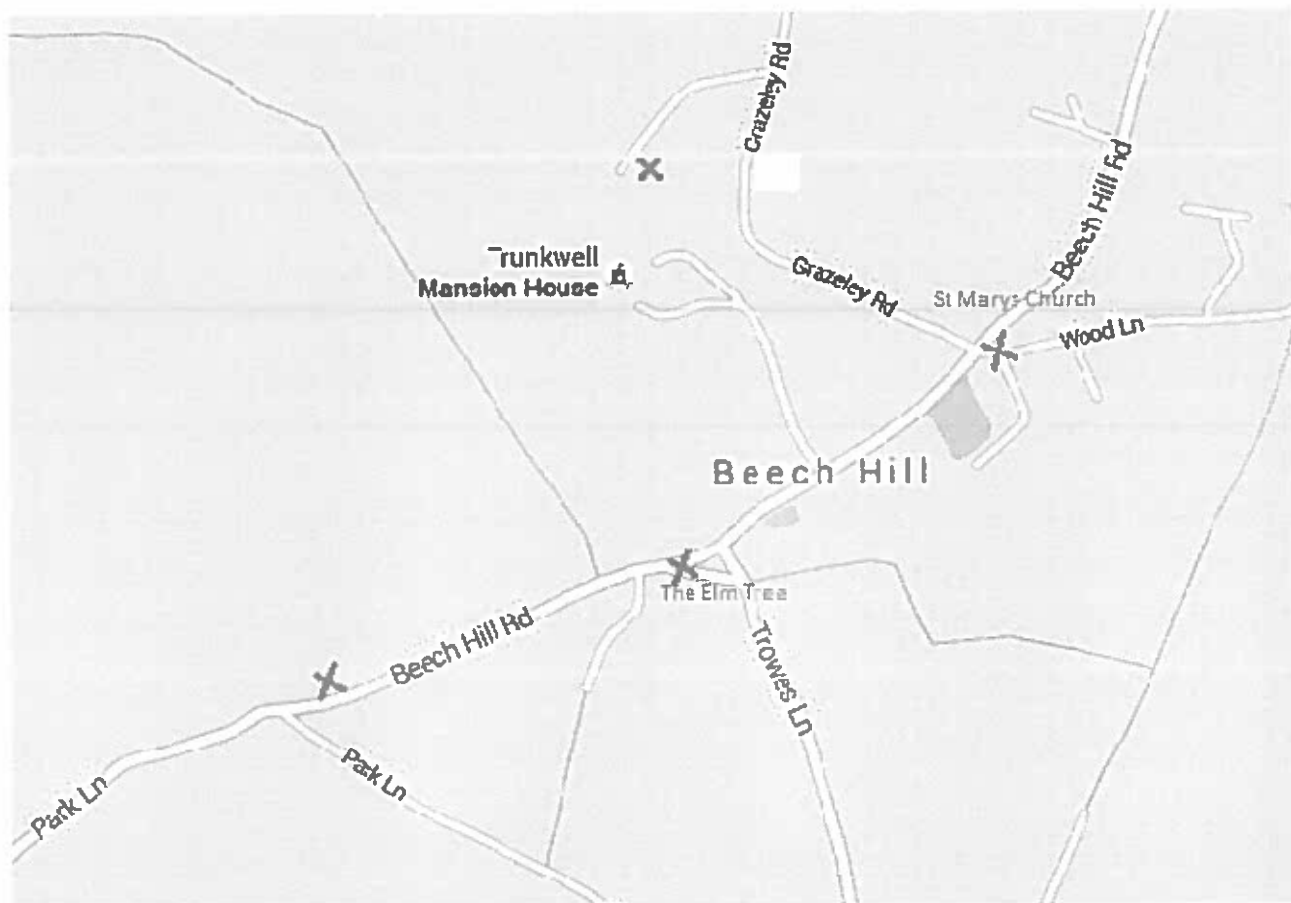 Grazeley Rd
Beech Hill Rd
Trunkwell
Mansion House
Grazeley Rd
St Marys Church
Wood Ln
Beech Hill
The Elm Tree
Beech Hill Rd
Trowes Ln
Park Ln
Park Ln